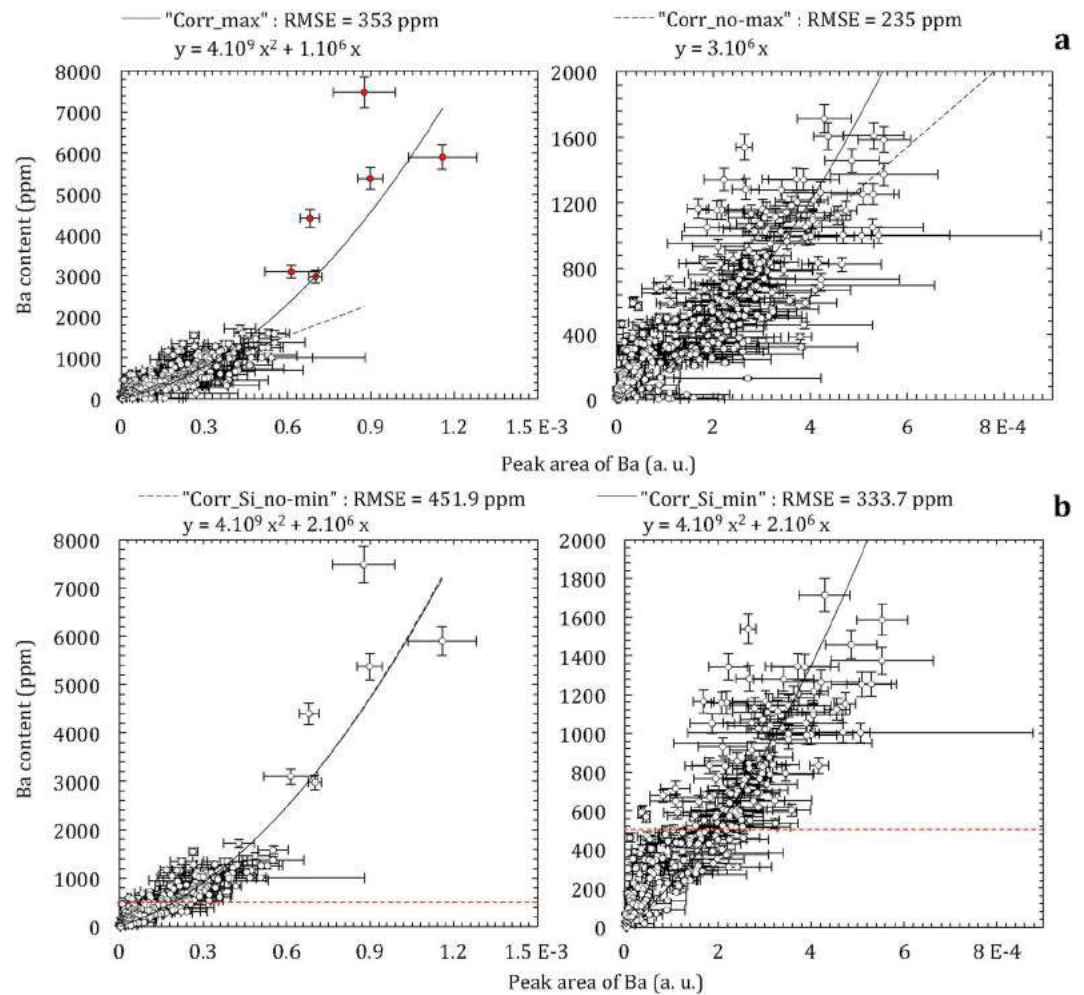 "Corr_max" : RMSE = 353 ppm
y = 4.10⁹ x² + 1.10⁶ x
"Corr_no-max" : RMSE = 235 ppm
y = 3.10⁶ x
a
8000
7000
6000
5000
4000
3000
2000
1000
0
Ba content (ppm)
0 0.3 0.6 0.9 1.2 1.5 E-3
2000
1600
1200
800
400
0
0 2 4 6 8 E-4
Peak area of Ba (a. u.)
"Corr_Si_no-min" : RMSE = 451.9 ppm
y = 4.10⁹ x² + 2.10⁶ x
"Corr_Si_min" : RMSE = 333.7 ppm
y = 4.10⁹ x² + 2.10⁶ x
b
8000
7000
6000
5000
4000
3000
2000
1000
0
Ba content (ppm)
0 0.3 0.6 0.9 1.2 1.5 E-3
2000
1800
1600
1400
1200
1000
800
600
400
200
0
0 2 4 6 8 E-4
Peak area of Ba (a. u.)